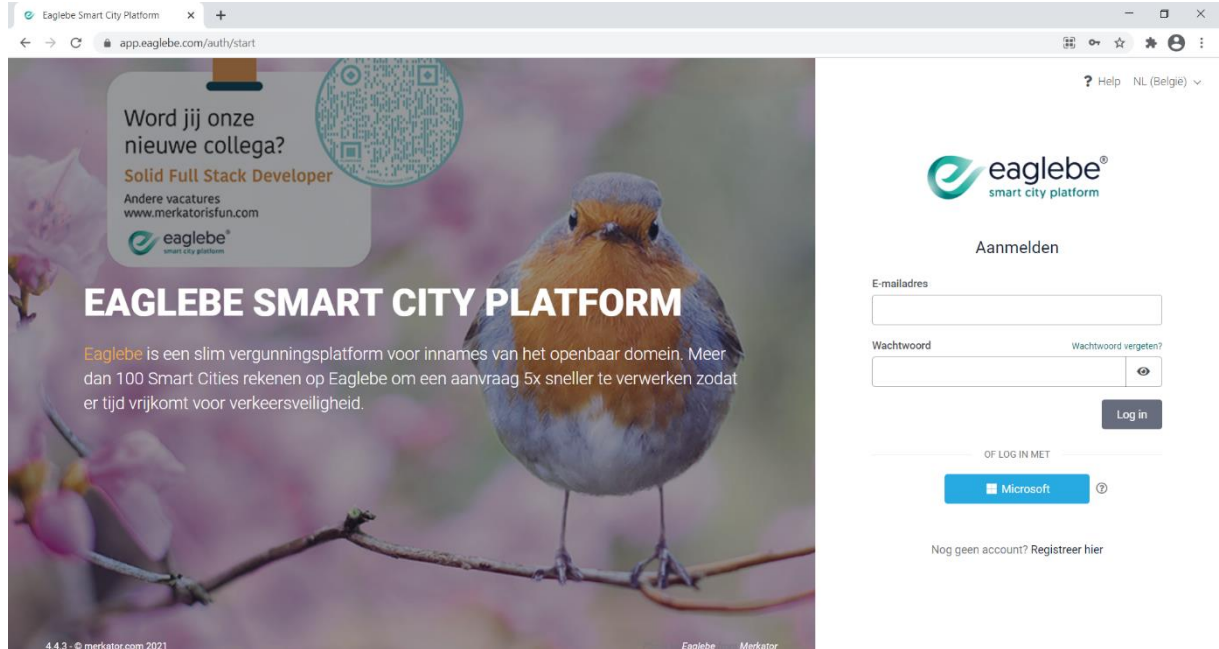 Eaglebe Smart City Platform
app.eaglebe.com/auth/start
Word jij onze
nieuwe collega?
Solid Full Stack Developer
Andere vacatures
www.merkatorisfun.com
eaglebe®
smart city platform
EAGLEBE SMART CITY PLATFORM
Eaglebe is een slim vergunningsplatform voor innames van het openbaar domein. Meer
dan 100 Smart Cities rekenen op Eaglebe om een aanvraag 5x sneller te verwerken zodat
er tijd vrijkomt voor verkeersveiligheid.
4.4.3 - © merkator.com 2021
Eaglebe Merkator
? Help NL (België)
eaglebe®
smart city platform
Aanmelden
E-mailadres
Wachtwoord Wachtwoord vergeten?
Log in
OF LOG IN MET
Microsoft ?
Nog geen account? Registreer hier